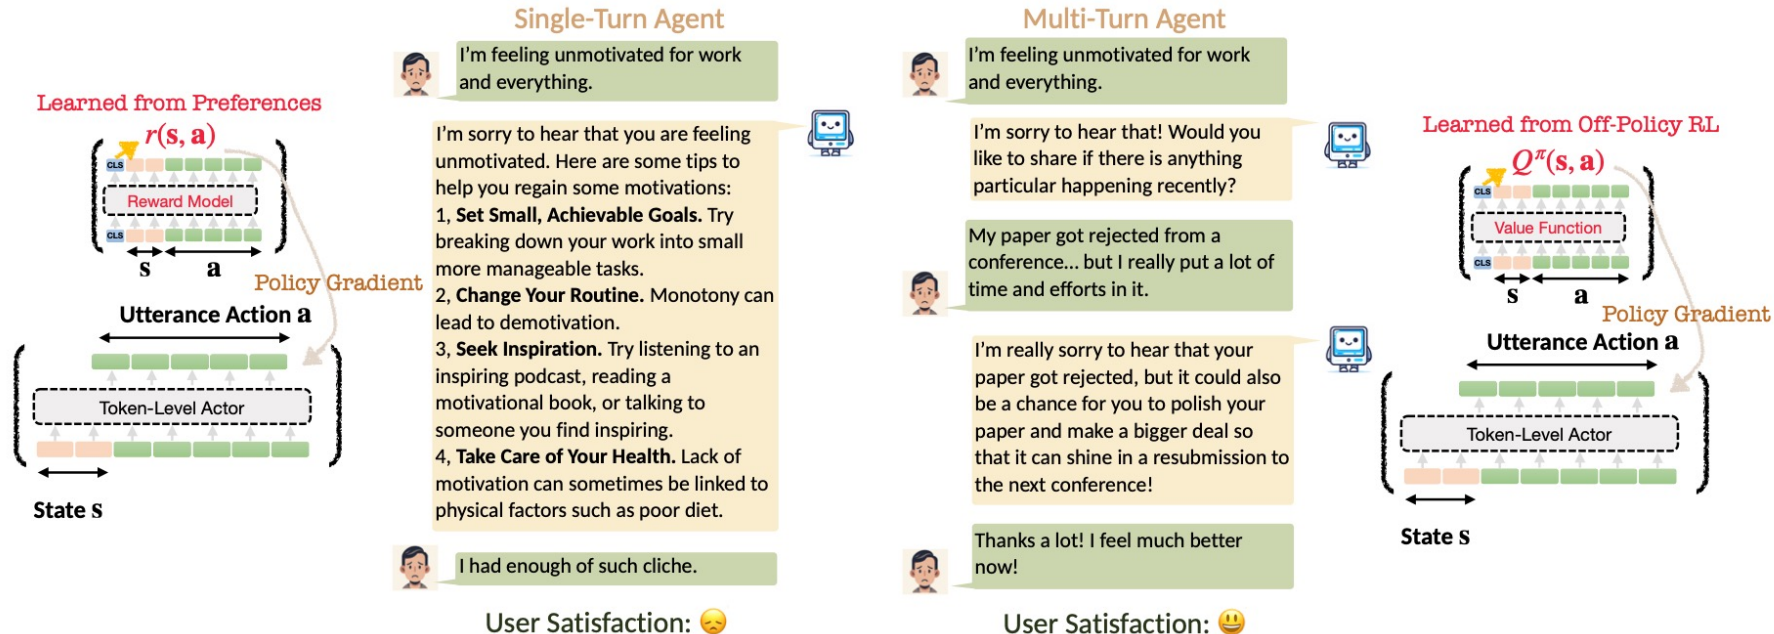 Single-Turn Agent
Multi-Turn Agent
Learned from Preferences
r(s, a)
CLS
Reward Model
CLS
s
a
Policy Gradient
Utterance Action a
Token-Level Actor
State s
I'm feeling unmotivated for work
and everything.
I'm sorry to hear that you are feeling
unmotivated. Here are some tips to
help you regain some motivations:
1, Set Small, Achievable Goals. Try
breaking down your work into small
more manageable tasks.
2, Change Your Routine. Monotony can
lead to demotivation.
3, Seek Inspiration. Try listening to an
inspiring podcast, reading a
motivational book, or talking to
someone you find inspiring.
4, Take Care of Your Health. Lack of
motivation can sometimes be linked to
physical factors such as poor diet.
I had enough of such cliche.
User Satisfaction: 😞
I'm feeling unmotivated for work
and everything.
I'm sorry to hear that! Would you
like to share if there is anything
particular happening recently?
My paper got rejected from a
conference... but I really put a lot of
time and efforts in it.
I'm really sorry to hear that your
paper got rejected, but it could also
be a chance for you to polish your
paper and make a bigger deal so
that it can shine in a resubmission to
the next conference!
Thanks a lot! I feel much better
now!
User Satisfaction: 😃
Learned from Off-Policy RL
Qπ(s, a)
CLS
Value Function
CLS
s
a
Policy Gradient
Utterance Action a
Token-Level Actor
State s